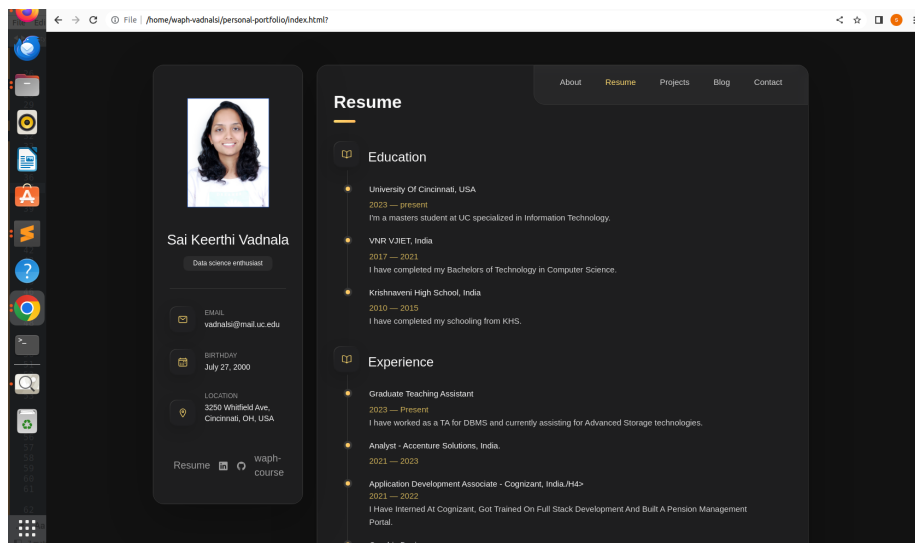 File | /home/waph-vadnalsi/personal-portfolio/index.html?
About Resume Projects Blog Contact
Sai Keerthi Vadnala
Data science enthusiast
EMAIL
vadnalsi@mail.uc.edu
BIRTHDAY
July 27, 2000
LOCATION
3250 Whitfield Ave,
Cincinnati, OH, USA
Resume
waph-
course
Resume
Education
University Of Cincinnati, USA
2023 — present
I'm a masters student at UC specialized in Information Technology.
VNR VJIET, India
2017 — 2021
I have completed my Bachelors of Technology in Computer Science.
Krishnaveni High School, India
2010 — 2015
I have completed my schooling from KHS.
Experience
Graduate Teaching Assistant
2023 — Present
I have worked as a TA for DBMS and currently assisting for Advanced Storage technologies.
Analyst - Accenture Solutions, India.
2021 — 2023
Application Development Associate - Cognizant, India./H4>
2021 — 2022
I Have Interned At Cognizant, Got Trained On Full Stack Development And Built A Pension Management
Portal.